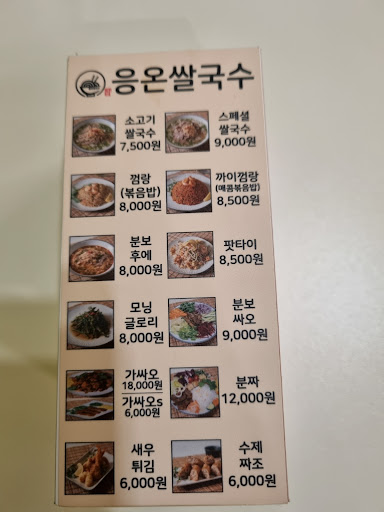 응온쌀국수
소고기
쌀국수
7,500원
스페셜
쌀국수
9,000원
껌랑
(볶음밥)
8,000원
까이껌랑
(매콤볶음밥)
8,500원
분보
후에
8,000원
팟타이
8,500원
모닝
글로리
8,000원
분보
싸오
9,000원
가싸오
18,000원
가싸오s
6,000원
분짜
12,000원
새우
튀김
6,000원
수제
짜조
6,000원